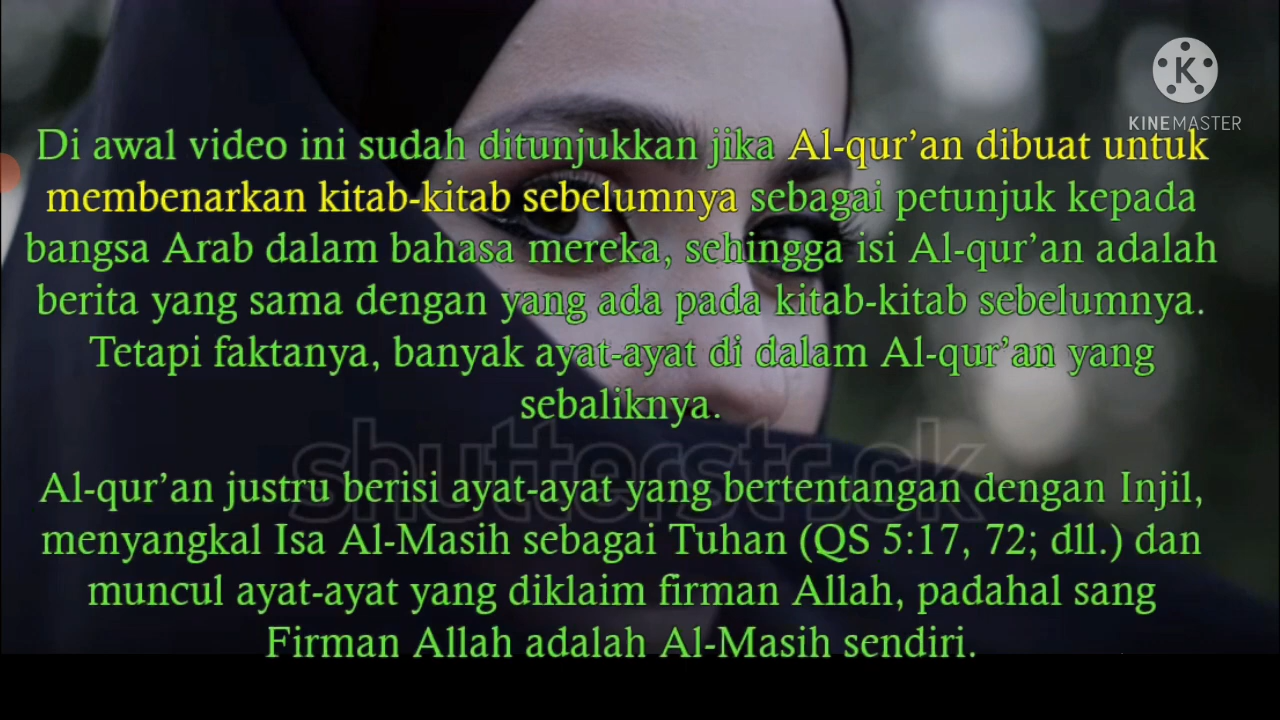 KINEMASTER
Di awal video ini sudah ditunjukkan jika Al-qur’an dibuat untuk
membenarkan kitab-kitab sebelumnya sebagai petunjuk kepada
bangsa Arab dalam bahasa mereka, sehingga isi Al-qur’an adalah
berita yang sama dengan yang ada pada kitab-kitab sebelumnya.
Tetapi faktanya, banyak ayat-ayat di dalam Al-qur’an yang
sebaliknya.
shutterstock
Al-qur’an justru berisi ayat-ayat yang bertentangan dengan Injil,
menyangkal Isa Al-Masih sebagai Tuhan (QS 5:17, 72; dll.) dan
muncul ayat-ayat yang diklaim firman Allah, padahal sang
Firman Allah adalah Al-Masih sendiri.